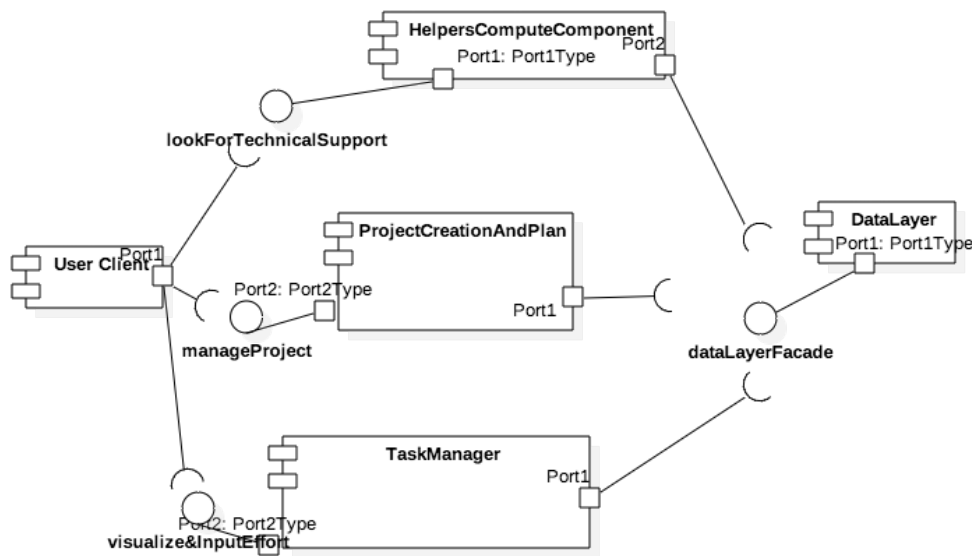 HelpersComputeComponent
Port2
Port1: Port1Type
lookForTechnicalSupport
ProjectCreationAndPlan
DataLayer
Port1: Port1Type
Port1
User Client
Port2: Port2Type
Port1
manageProject
dataLayerFacade
TaskManager
Port1
Port2: Port2Type
visualize&InputEffort